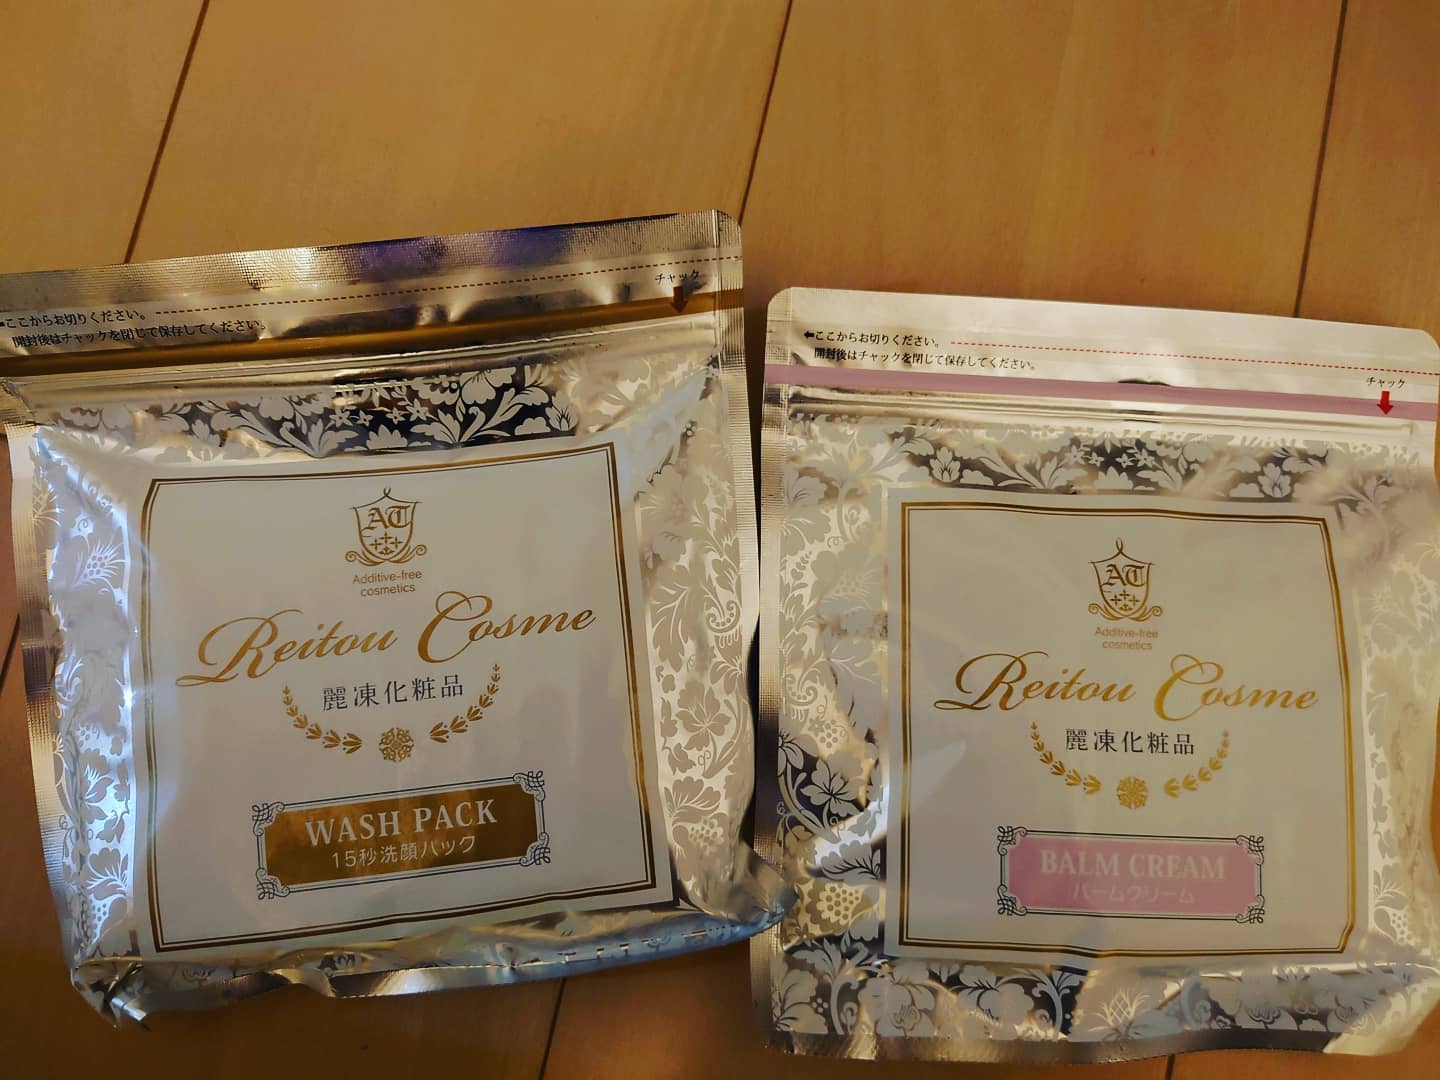 チャック
ここからお切りください。
開封後はチャックを閉じて保存してください。
AT
Additive-free
cosmetics
Reitou Cosme
麗凍化粧品
WASH PACK
15秒洗顔パック
ここからお切りください。
開封後はチャックを閉じて保存してください。
チャック
AT
Additive-free
cosmetics
Reitou Cosme
麗凍化粧品
BALM CREAM
バームクリーム